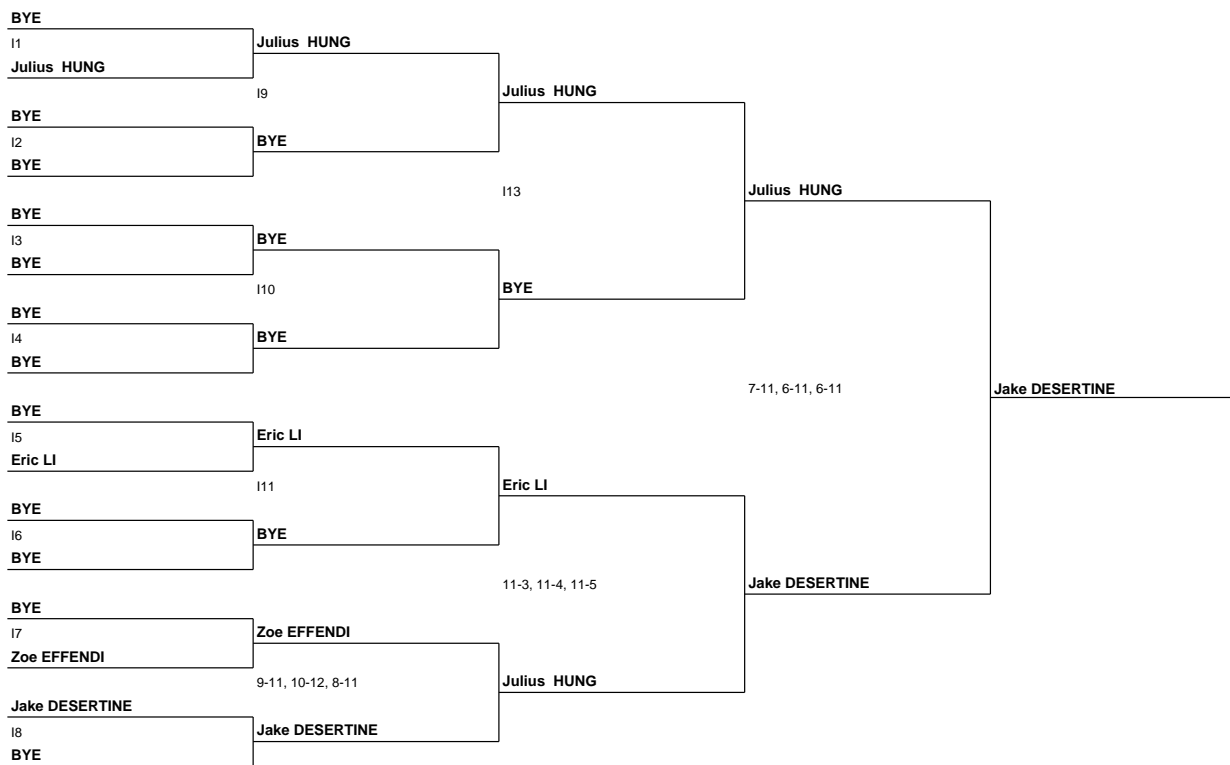 BYE
I1
Julius HUNG
Julius HUNG
I9
Julius HUNG
BYE
I2
BYE
BYE
I13
Julius HUNG
BYE
I3
BYE
BYE
I10
BYE
BYE
I4
BYE
BYE
7-11, 6-11, 6-11
Jake DESERTINE
BYE
I5
Eric LI
Eric LI
I11
Eric LI
BYE
I6
BYE
BYE
11-3, 11-4, 11-5
Jake DESERTINE
BYE
I7
Zoe EFFENDI
Zoe EFFENDI
9-11, 10-12, 8-11
Julius HUNG
Jake DESERTINE
I8
BYE
Jake DESERTINE